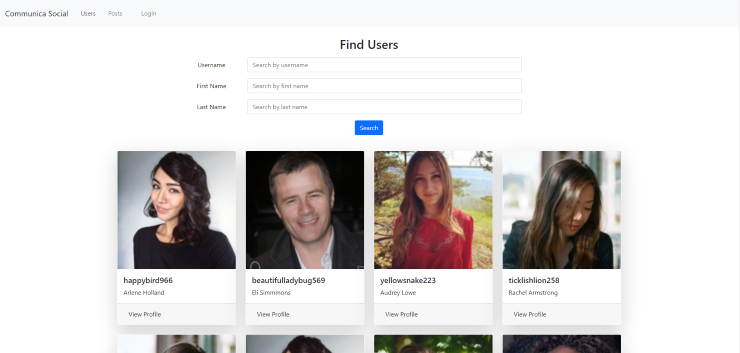 Communica Social Users Posts Login
Find Users
Username Search by username
First Name Search by first name
Last Name Search by last name
Search
happybird966
Arlene Holland
View Profile
beautifulladybug569
Eli Simmmons
View Profile
yellowsnake223
Audrey Lowe
View Profile
ticklishlion258
Rachel Armstrong
View Profile